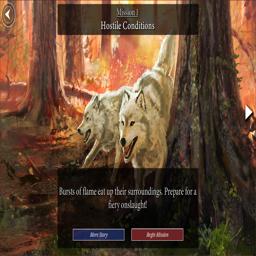 Mission 1
Hostile Conditions
Bursts of flame eat up their surroundings. Prepare for a
fiery onslaught!
More Story
Begin Mission